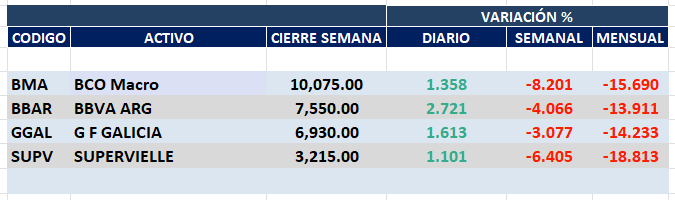 VARIACIÓN %
CODIGO ACTIVO CIERRE SEMANA DIARIO SEMANAL MENSUAL
BMA BCO Macro 10,075.00 1.358 -8.201 -15.690
BBAR BBVA ARG 7,550.00 2.721 -4.066 -13.911
GGAL G F GALICIA 6,930.00 1.613 -3.077 -14.233
SUPV SUPERVIELLE 3,215.00 1.101 -6.405 -18.813